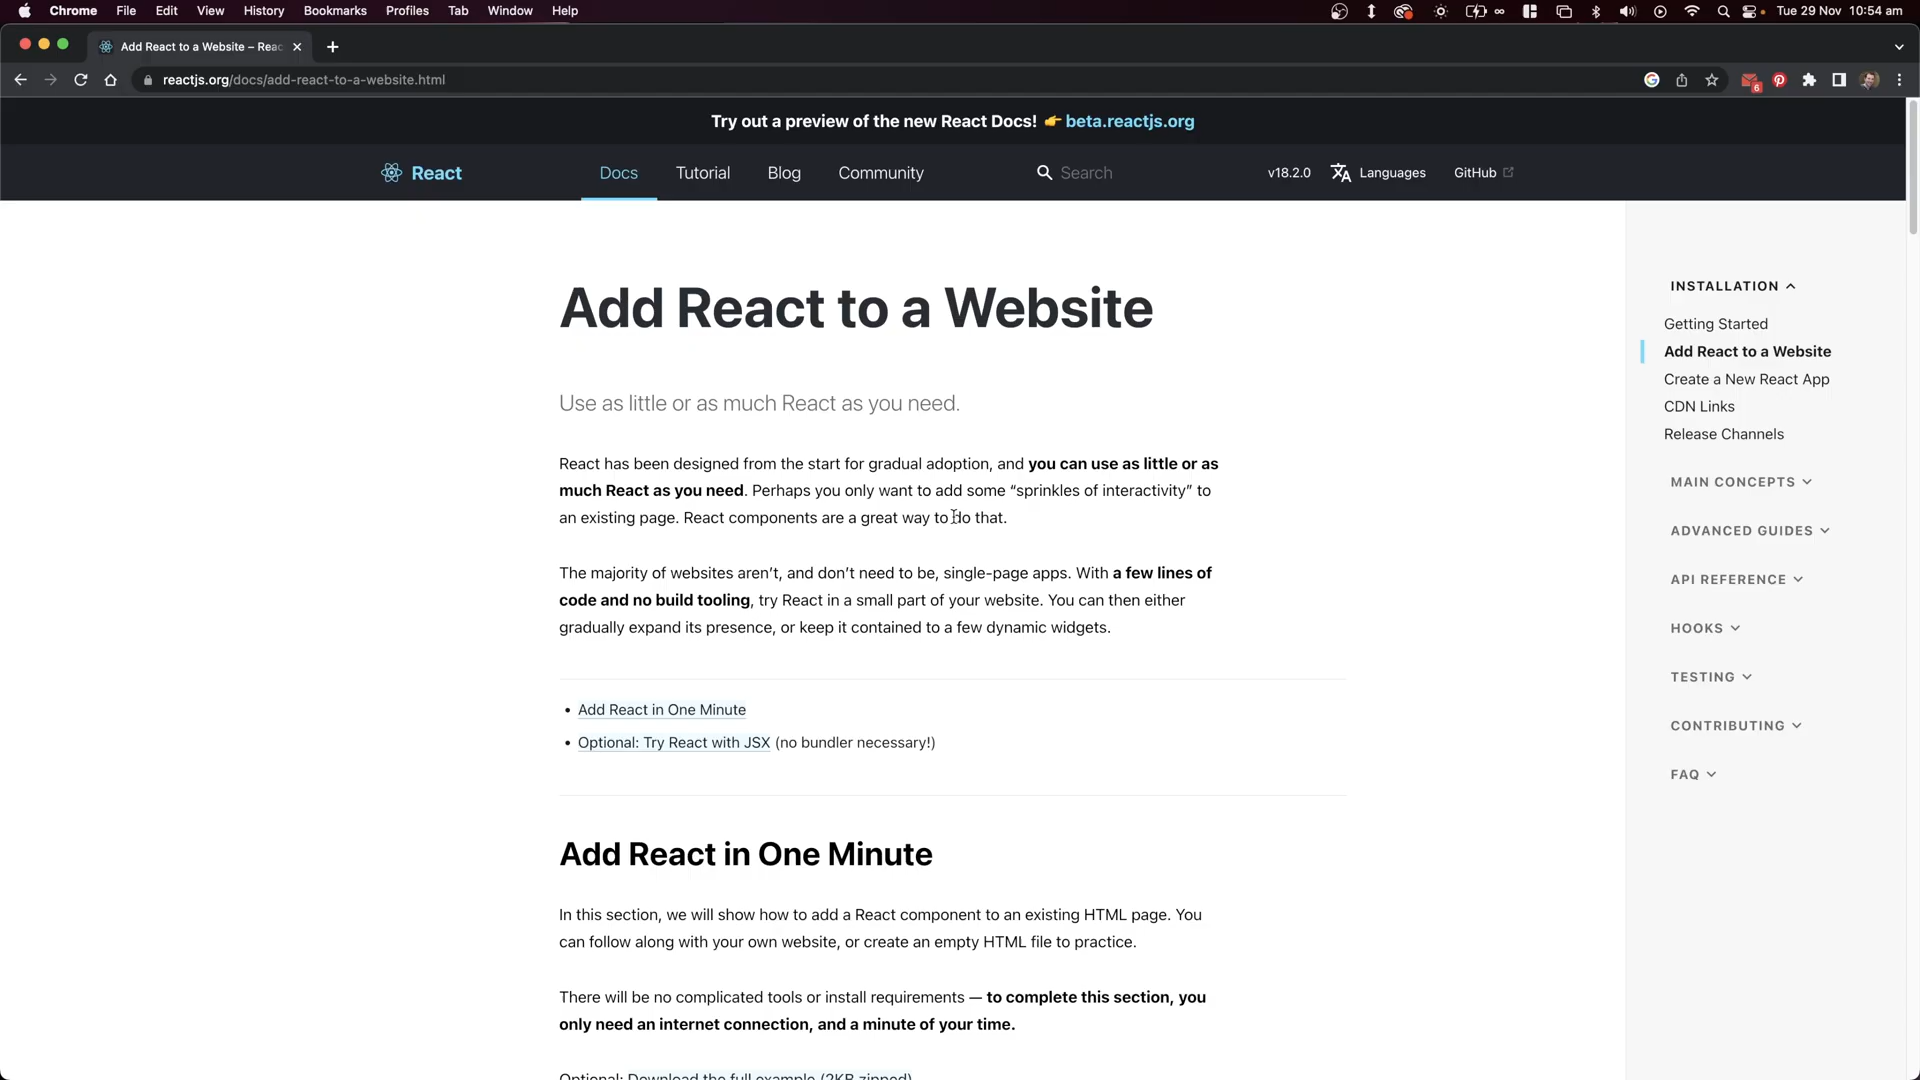 Chrome File Edit View History Bookmarks Profiles Tab Window Help Tue 29 Nov 10:54 am
Add React to a Website – Reac
reactjs.org/docs/add-react-to-a-website.html
6
Try out a preview of the new React Docs! 👉 beta.reactjs.org
React Docs Tutorial Blog Community Search v18.2.0 Languages GitHub
Add React to a Website
Use as little or as much React as you need.
React has been designed from the start for gradual adoption, and you can use as little or as
much React as you need. Perhaps you only want to add some “sprinkles of interactivity” to
an existing page. React components are a great way to do that.
The majority of websites aren’t, and don’t need to be, single-page apps. With a few lines of
code and no build tooling, try React in a small part of your website. You can then either
gradually expand its presence, or keep it contained to a few dynamic widgets.
• Add React in One Minute
• Optional: Try React with JSX (no bundler necessary!)
Add React in One Minute
In this section, we will show how to add a React component to an existing HTML page. You
can follow along with your own website, or create an empty HTML file to practice.
There will be no complicated tools or install requirements — to complete this section, you
only need an internet connection, and a minute of your time.
Optional: Download the full example (2KB zipped)
INSTALLATION
Getting Started
Add React to a Website
Create a New React App
CDN Links
Release Channels
MAIN CONCEPTS
ADVANCED GUIDES
API REFERENCE
HOOKS
TESTING
CONTRIBUTING
FAQ